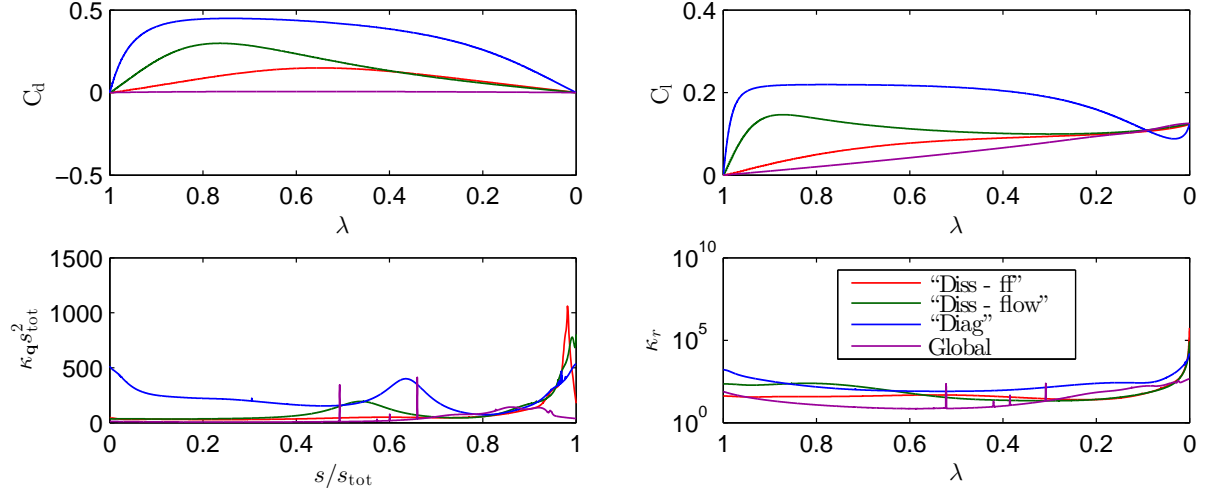 0.5
0
−0.5
C_d
1 0.8 0.6 0.4 0.2 0
λ
0.4
0.2
0
C_l
1 0.8 0.6 0.4 0.2 0
λ
1500
1000
500
0
κ_q s²_tot
0 0.2 0.4 0.6 0.8 1
s/s_tot
10^10
10^5
10^0
κ_r
1 0.8 0.6 0.4 0.2 0
λ
“Diss - ff”
“Diss - flow”
“Diag”
Global